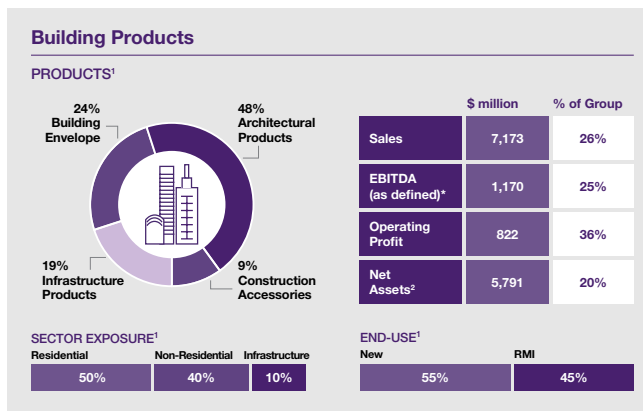 Building Products
PRODUCTS¹
24%
Building
Envelope
48%
Architectural
Products
19%
Infrastructure
Products
9%
Construction
Accessories
$ million % of Group
Sales 7,173 26%
EBITDA
(as defined)* 1,170 25%
Operating
Profit 822 36%
Net
Assets² 5,791 20%
SECTOR EXPOSURE¹
Residential Non-Residential Infrastructure
50% 40% 10%
END-USE¹
New RMI
55% 45%